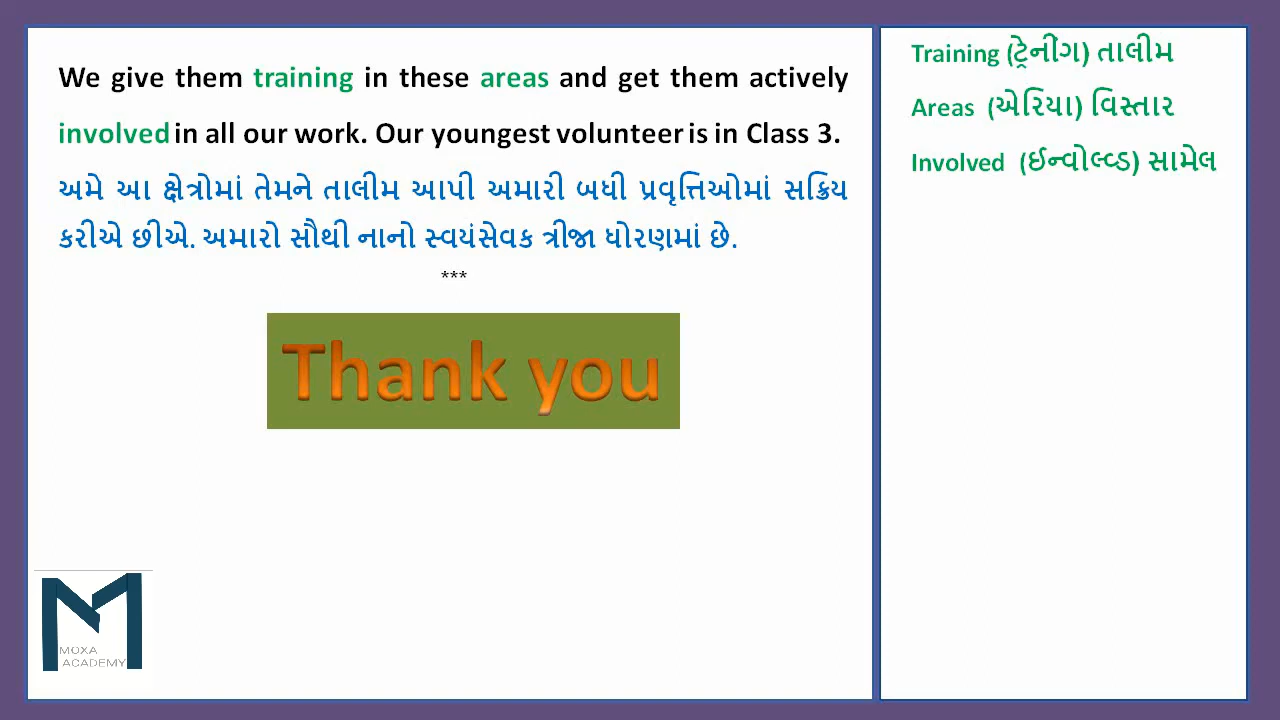 We give them training in these areas and get them actively
involved in all our work. Our youngest volunteer is in Class 3.
અમે આ ક્ષેત્રોમાં તેમને તાલીમ આપી અમારી બધી પ્રવૃત્તિઓમાં સક્રિય
કરીએ છીએ. અમારો સૌથી નાનો સ્વયંસેવક ત્રીજા ધોરણમાં છે.
***
Thank you
MOXA
ACADEMY
Training (ટ્રેનીંગ) તાલીમ
Areas (એરિયા) વિસ્તાર
Involved (ઈન્વોલ્વ્ડ) સામેલ